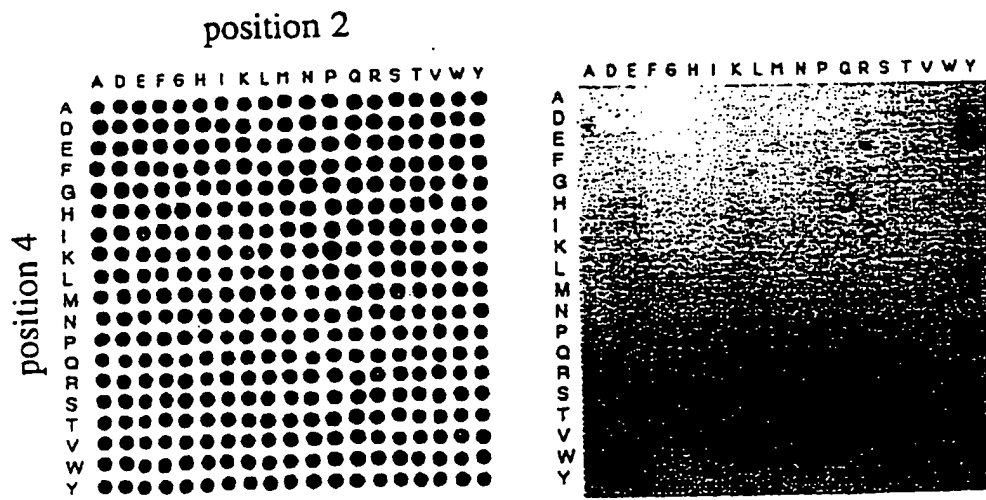 position 2
A D E F G H I K L M N P Q R S T V W Y
A D E F G H I K L M N P Q R S T V W Y
position 4
A
D
E
F
G
H
I
K
L
M
N
P
Q
R
S
T
V
W
Y
A
D
E
F
G
H
I
K
L
M
N
P
Q
R
S
T
V
W
Y